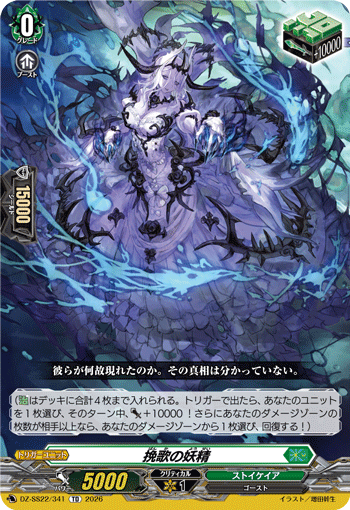 0
グレード
ブースト
+10000
15000
シールド
彼らが何故現れたのか。その真相は分かっていない。
(治はデッキに合計4枚まで入れられる。トリガーで出たら、あなたのユニット
を1枚選び、そのターン中、+10000！さらにあなたのダメージゾーンの
枚数が相手以上なら、あなたのダメージゾーンから1枚選び、回復する！)
トリガーユニット
挽歌の妖精
パワー
5000
クリティカル
1
ストイケイア
ゴースト
DZ-SS22/341 TD 2026
イラスト／増田幹生